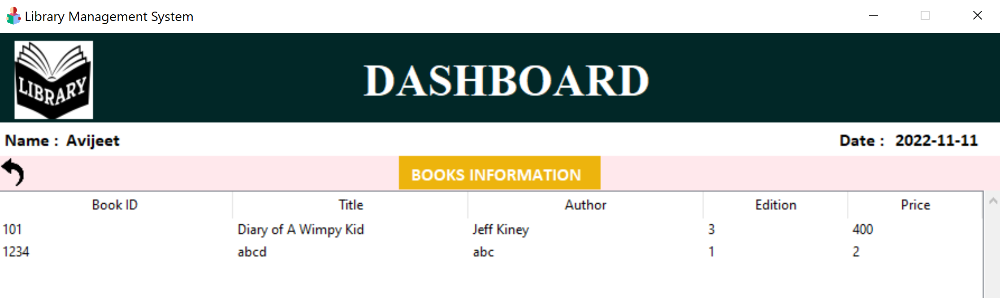 Library Management System
LIBRARY
DASHBOARD
Name : Avijeet Date : 2022-11-11
BOOKS INFORMATION
Book ID Title Author Edition Price
101 Diary of A Wimpy Kid Jeff Kiney 3 400
1234 abcd abc 1 2